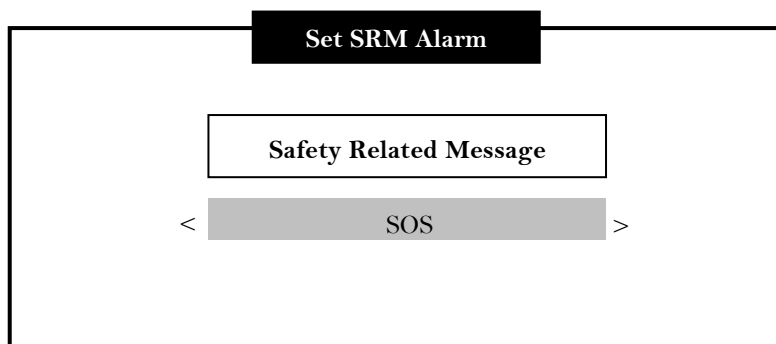 Set SRM Alarm
Safety Related Message
< SOS >